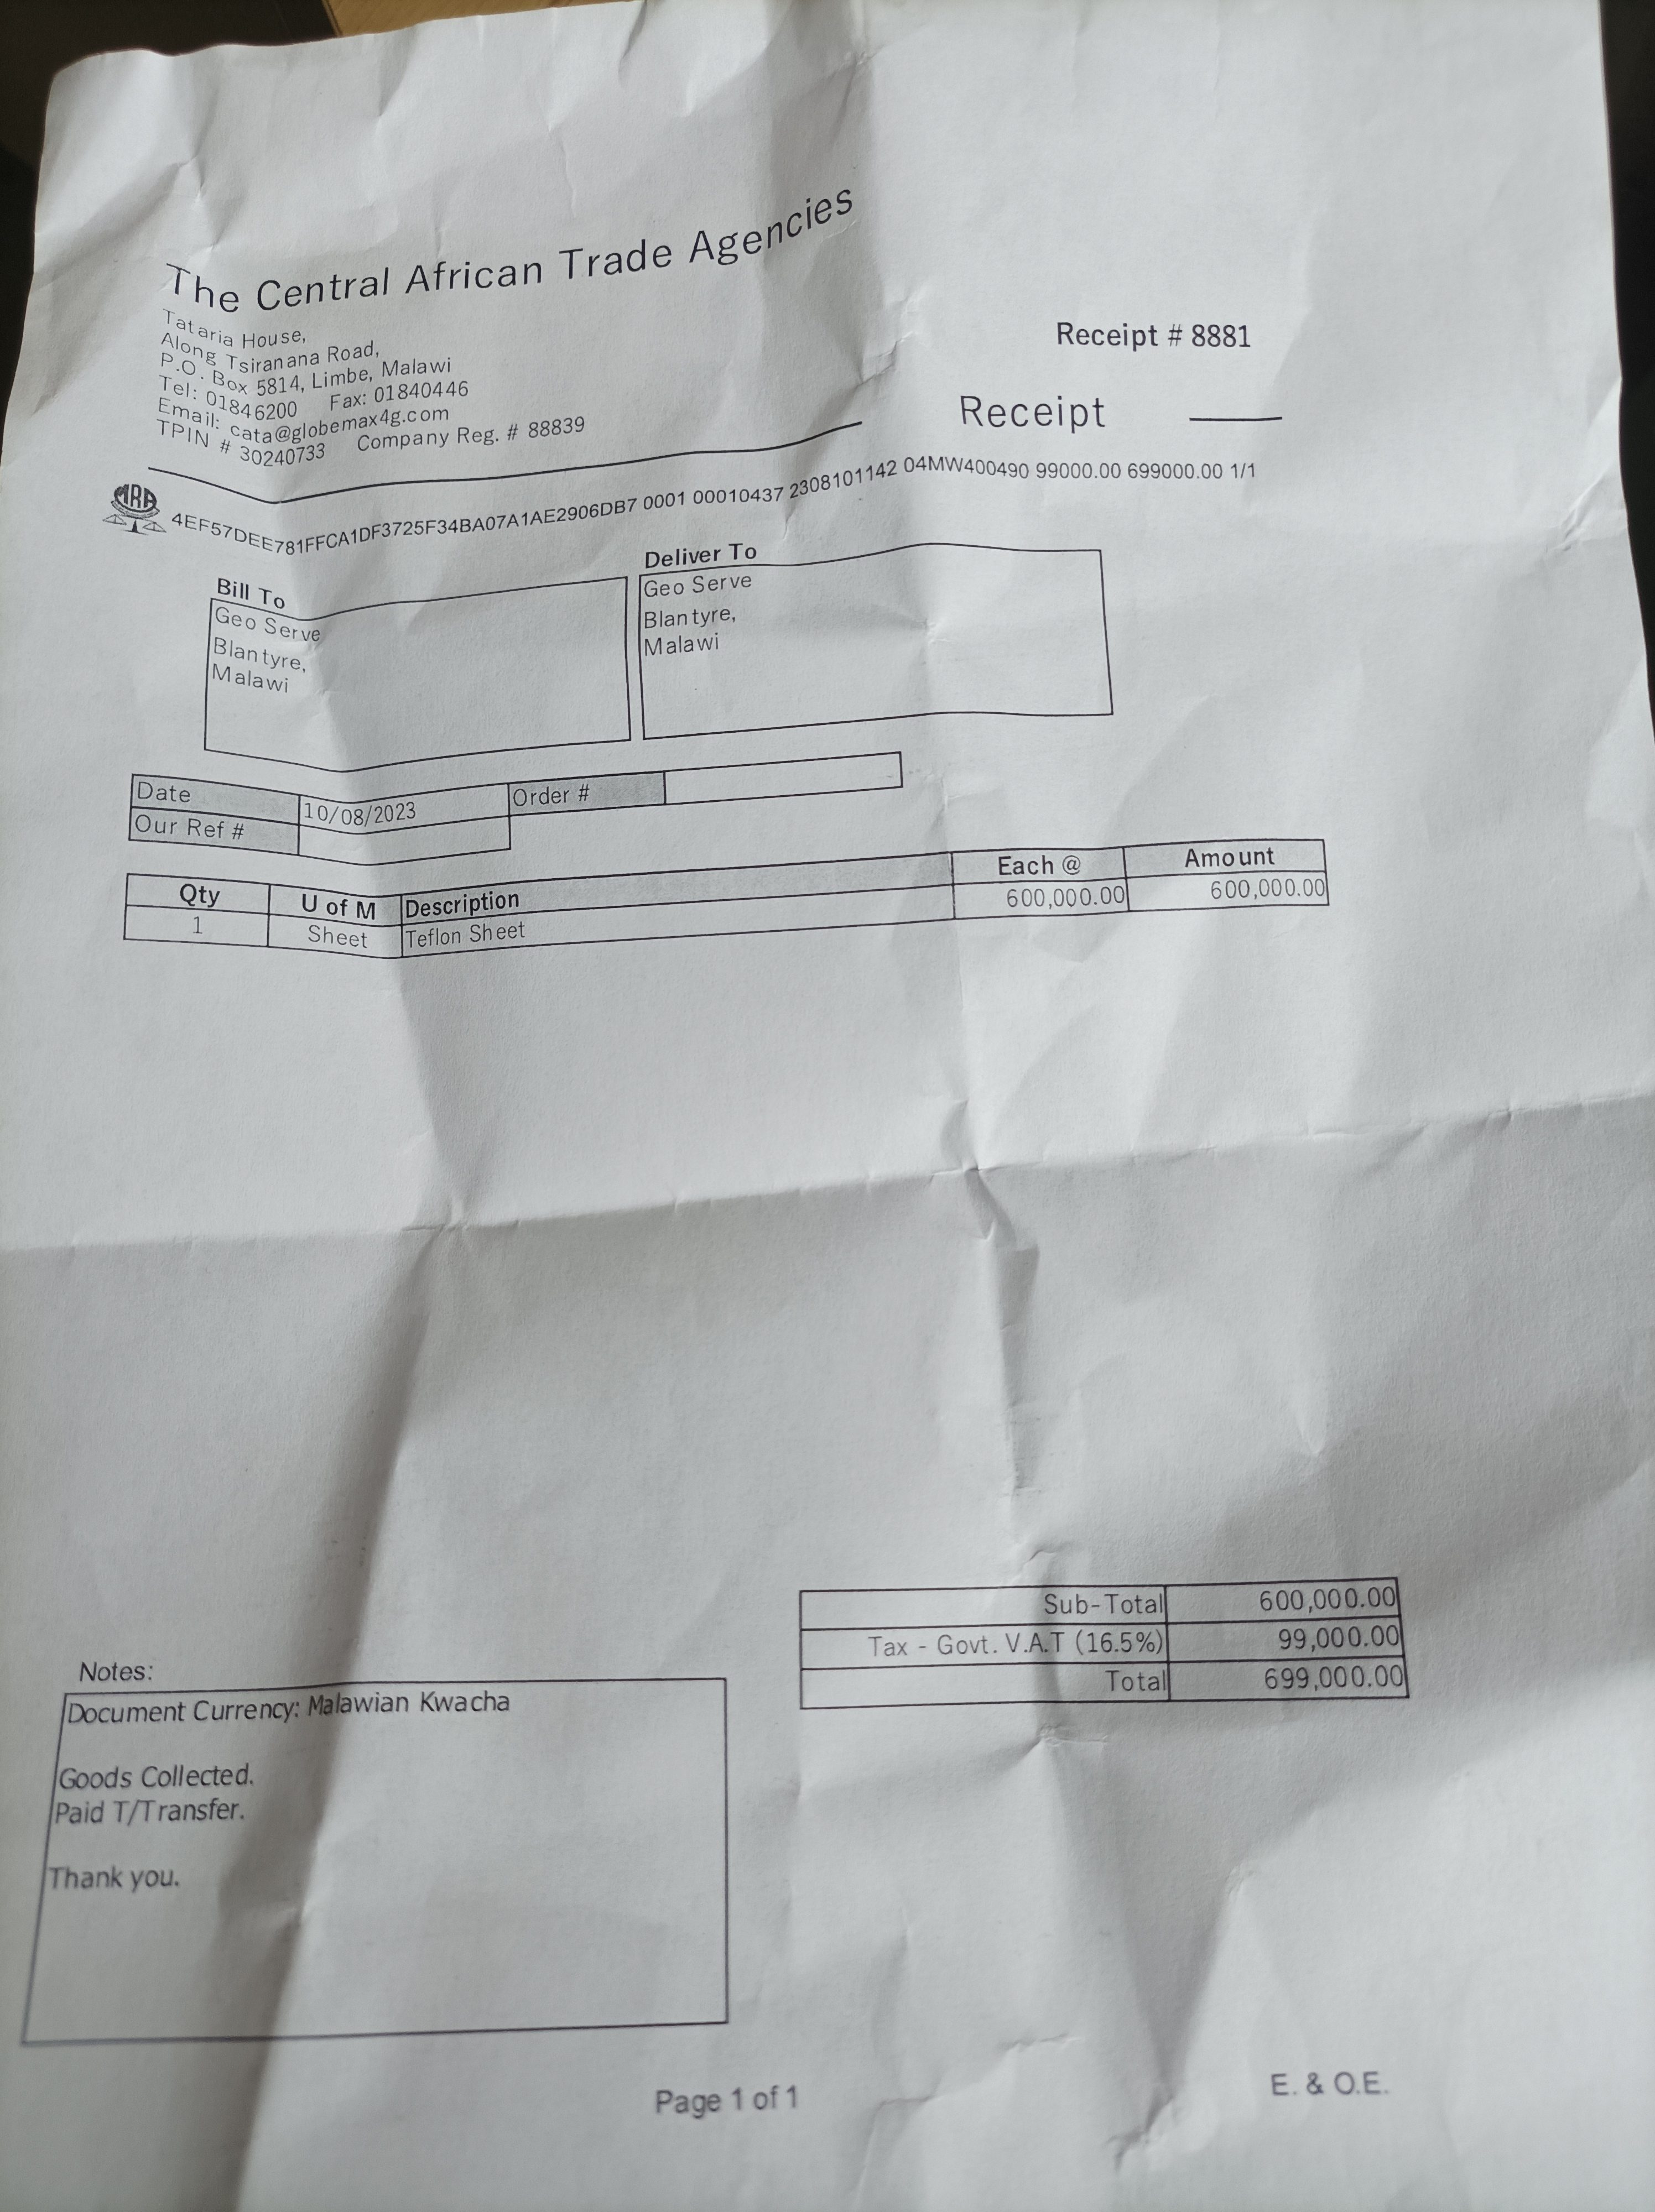 The Central African Trade Agencies
Tataria House,
Along Tsiranana Road,
P.O. Box 5814, Limbe, Malawi
Tel: 01846200 Fax: 01840446
Email: cata@globemax4g.com
TPIN # 30240733 Company Reg. # 88839
Receipt # 8881
Receipt
MRA
4EF57DEE781FFCA1DF3725F34BA07A1AE2906DB7 0001 00010437 2308101142 04MW400490 99000.00 699000.00 1/1
Bill To
Geo Serve
Blantyre,
Malawi
Deliver To
Geo Serve
Blantyre,
Malawi
Date 10/08/2023 Order #
Our Ref #
Qty U of M Description Each @ Amount
1 Sheet Teflon Sheet 600,000.00 600,000.00
Sub-Total 600,000.00
Tax - Govt. V.A.T (16.5%) 99,000.00
Total 699,000.00
Notes:
Document Currency: Malawian Kwacha
Goods Collected.
Paid T/Transfer.
Thank you.
Page 1 of 1
E. & O.E.